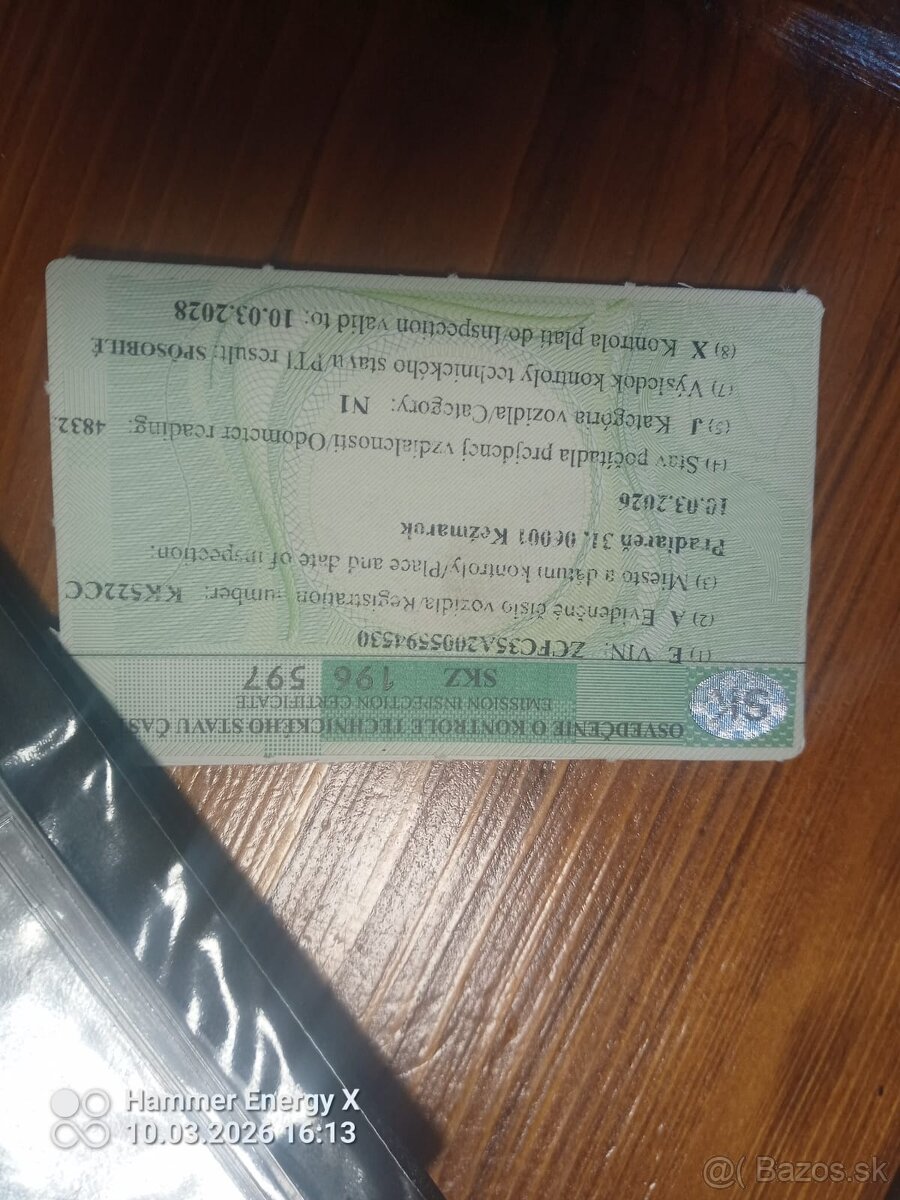 OSVEDČENIE O KONTROLE TECHNICKÉHO STAVU ČAS
EMISSION INSPECTION CERTIFICATE
SK
SKZ 196 597
(1) E VIN: ZCFC35A2005594530
(2) A Evidenčné číslo vozidla/Registration number: KK522CC
(3) Miesto a dátum kontroly/Place and date of inspection:
Pradiareň 31, 06001 Kežmarok
10.03.2026
(4) Stav počítadla prejdenej vzdialenosti/Odometer reading: 4832
(5) J Kategória vozidla/Category: N1
(7) Výsledok kontroly technického stavu/PTI result: SPÔSOBILÉ
(8) X Kontrola platí do/Inspection valid to: 10.03.2028
Hammer Energy X
10.03.2026 16:13
@( Bazos.sk